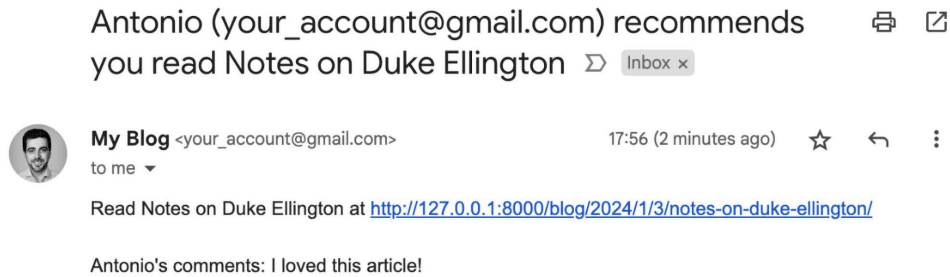 Antonio (your_account@gmail.com) recommends
you read Notes on Duke Ellington Inbox ×
My Blog <your_account@gmail.com> 17:56 (2 minutes ago)
to me
Read Notes on Duke Ellington at http://127.0.0.1:8000/blog/2024/1/3/notes-on-duke-ellington/
Antonio's comments: I loved this article!